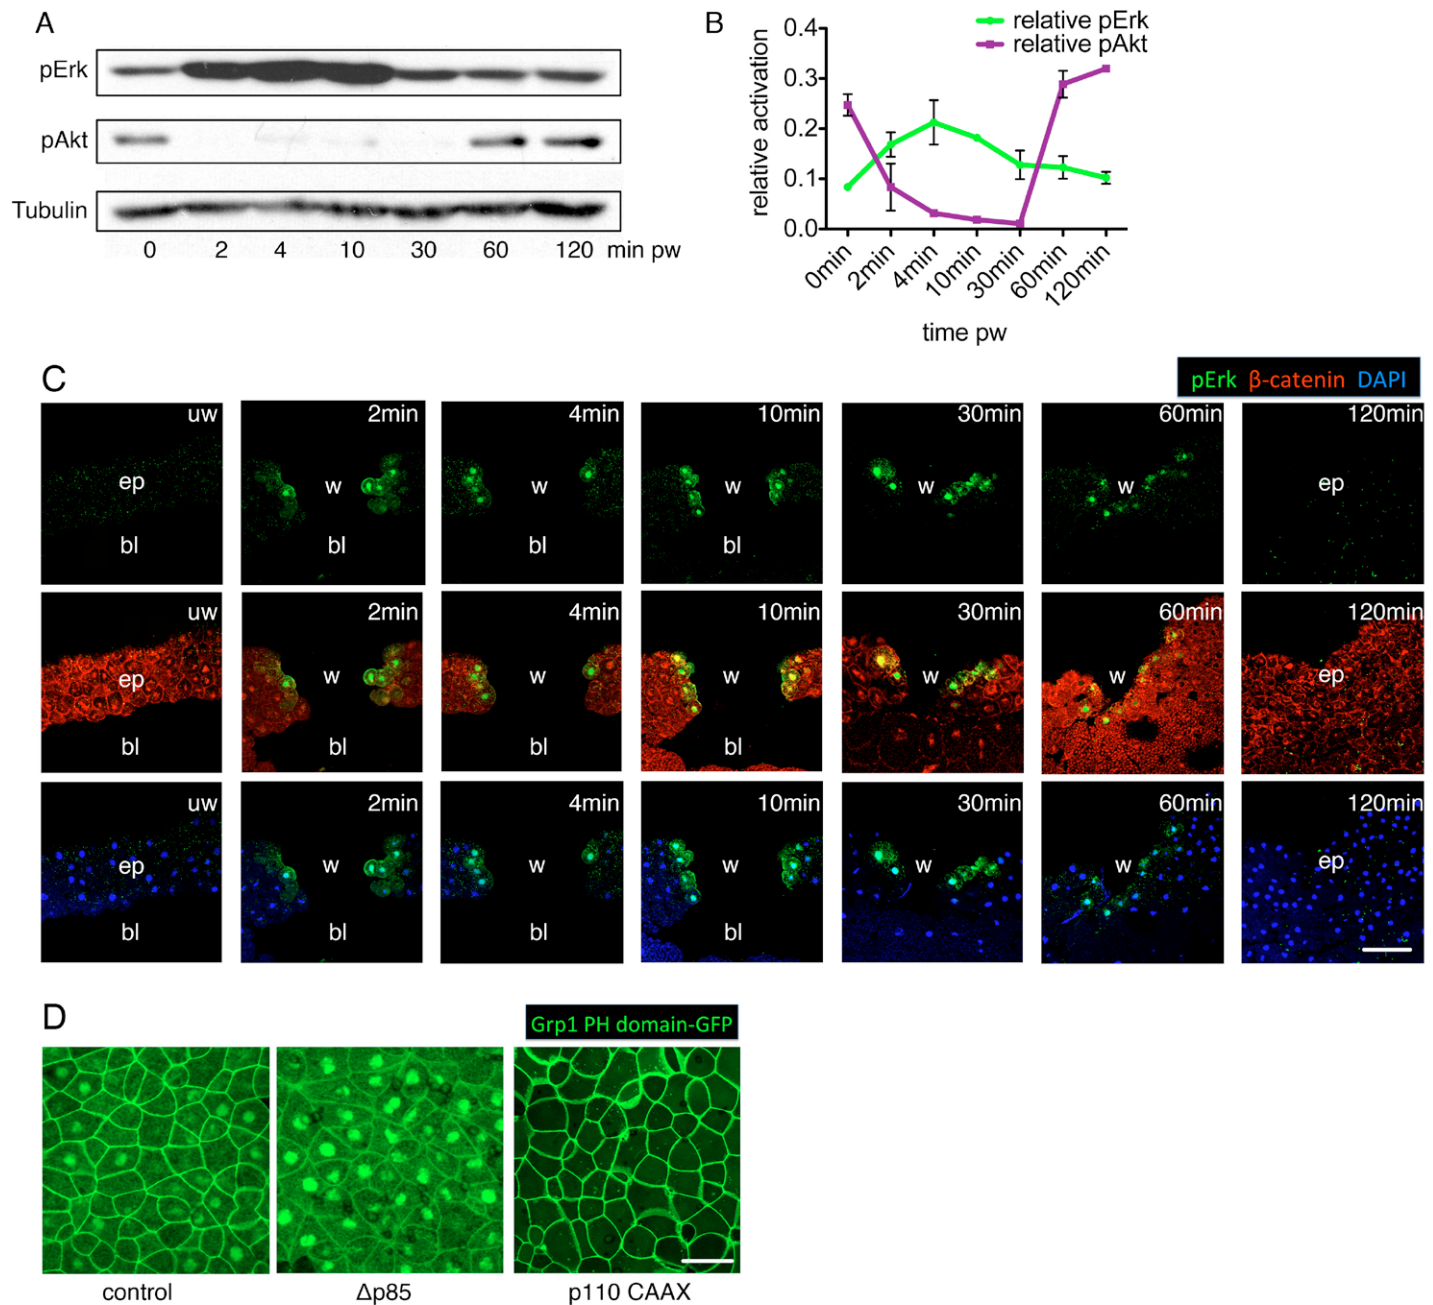 A
pErk
pAkt
Tubulin
0 2 4 10 30 60 120 min pw
B
relative pErk
relative pAkt
relative activation
0.4
0.3
0.2
0.1
0.0
0min 2min 4min 10min 30min 60min 120min
time pw
C
pErk β-catenin DAPI
uw 2min 4min 10min 30min 60min 120min
ep w w w w w ep
bl bl bl bl
uw 2min 4min 10min 30min 60min 120min
ep w w w w w ep
bl bl bl bl
uw 2min 4min 10min 30min 60min 120min
ep w w w w w ep
bl bl bl bl
D
Grp1 PH domain-GFP
control Δp85 p110 CAAX